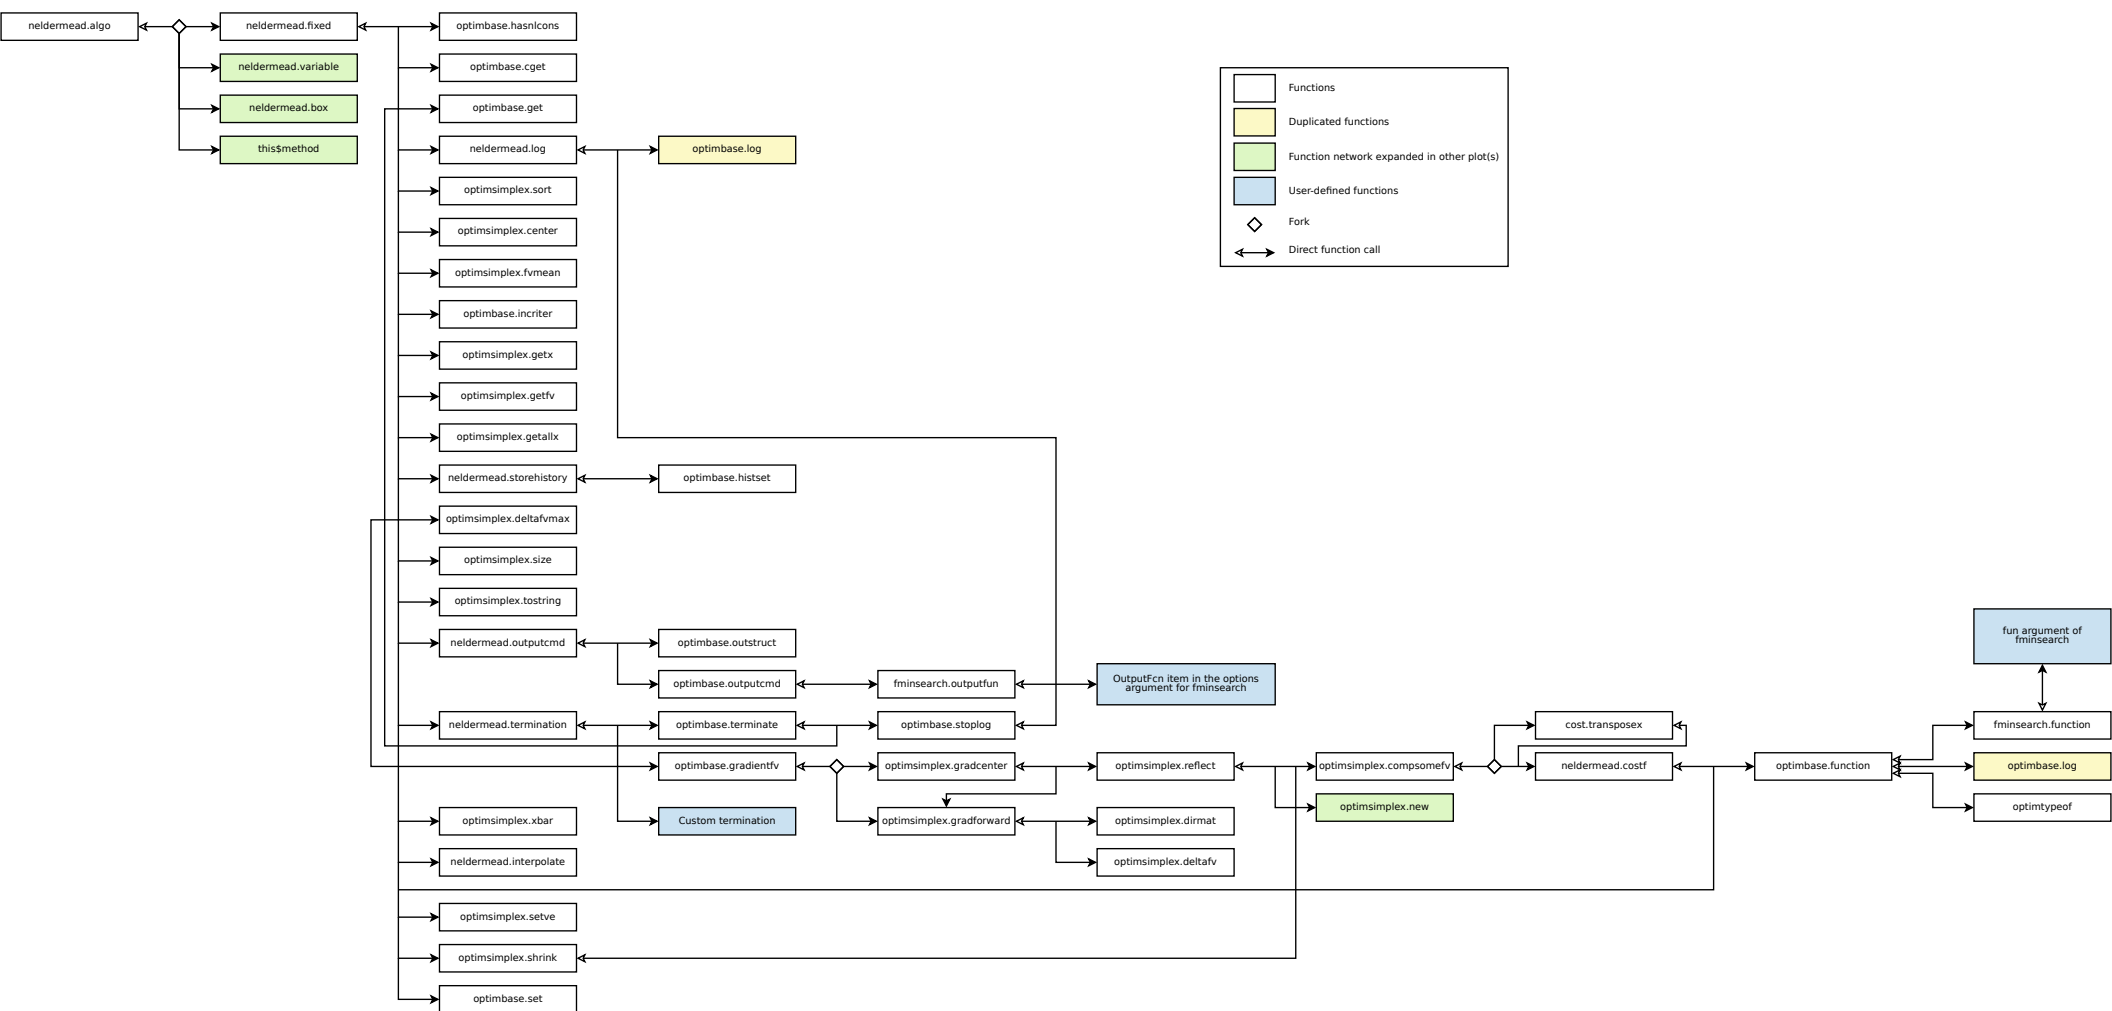 neldermead.algo
neldermead.fixed
optimbase.hasnlcons
neldermead.variable
optimbase.cget
neldermead.box
optimbase.get
this$method
neldermead.log
optimbase.log
Functions
Duplicated functions
Function network expanded in other plot(s)
User-defined functions
Fork
Direct function call
optimsimplex.sort
optimsimplex.center
optimsimplex.fvmean
optimbase.incriter
optimsimplex.getx
optimsimplex.getfv
optimsimplex.getallx
neldermead.storehistory
optimbase.histset
optimsimplex.deltafvmax
optimsimplex.size
optimsimplex.tostring
neldermead.outputcmd
optimbase.outstruct
fun argument of
fminsearch
optimbase.outputcmd
fminsearch.outputfun
OutputFcn item in the options
argument for fminsearch
neldermead.termination
optimbase.terminate
optimbase.stoplog
cost.transposex
fminsearch.function
optimbase.gradientfv
optimsimplex.gradcenter
optimsimplex.reflect
optimsimplex.compsomefv
neldermead.costf
optimbase.function
optimbase.log
optimsimplex.new
optimtypeof
optimsimplex.xbar
Custom termination
optimsimplex.gradforward
optimsimplex.dirmat
neldermead.interpolate
optimsimplex.deltafv
optimsimplex.setve
optimsimplex.shrink
optimbase.set